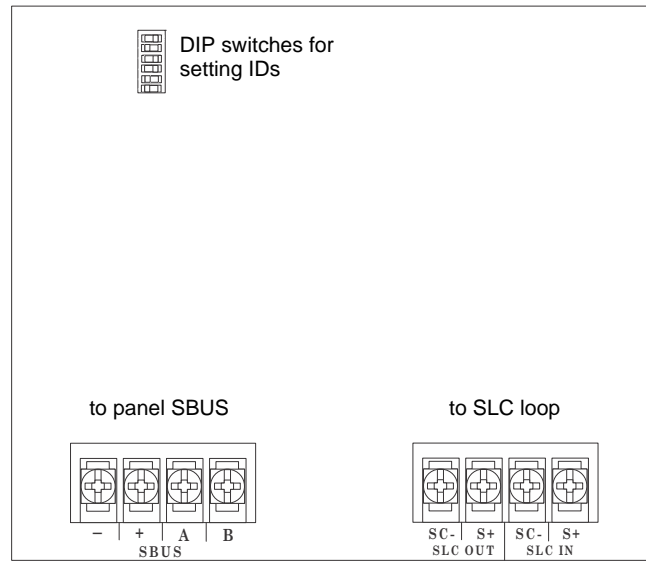 DIP switches for
setting IDs
to panel SBUS
to SLC loop
− + A B
SBUS
SC- S+ SC- S+
SLC OUT SLC IN